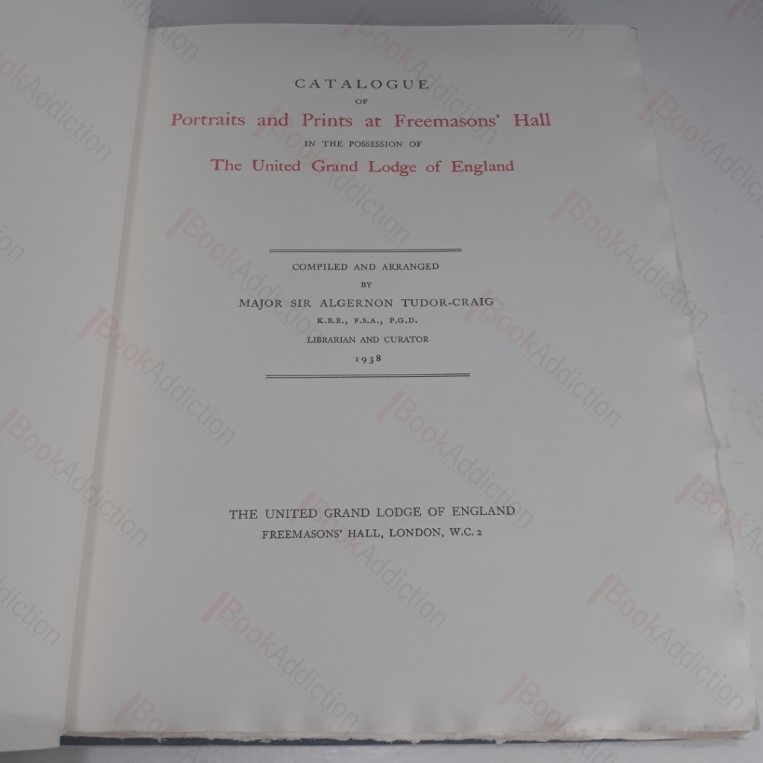 CATALOGUE
OF
Portraits and Prints at Freemasons' Hall
IN THE POSSESSION OF
The United Grand Lodge of England
COMPILED AND ARRANGED
BY
MAJOR SIR ALGERNON TUDOR-CRAIG
K.B.E., F.S.A., P.G.D.
LIBRARIAN AND CURATOR
1938
THE UNITED GRAND LODGE OF ENGLAND
FREEMASONS' HALL, LONDON, W.C.2
BookAddiction